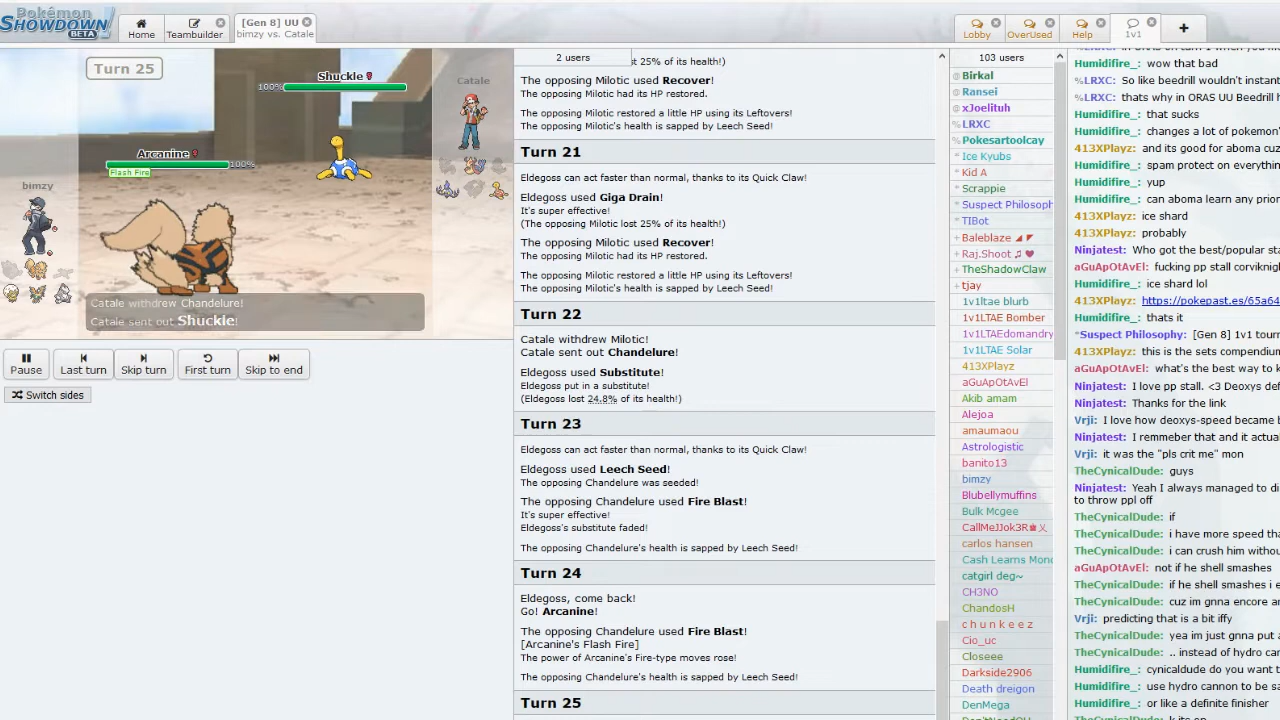 Pokémon
SHOWDOWN
BETA
Home
Teambuilder
[Gen 8] UU
bimzy vs. Catale
Lobby
OverUsed
Help
1v1
Turn 25
Shuckle
100%
Catale
Arcanine
100%
Flash Fire
bimzy
Catale withdrew Chandelure!
Catale sent out Shuckle!
Pause
Last turn
Skip turn
First turn
Skip to end
Switch sides
2 users
st 25% of its health!)
The opposing Milotic used Recover!
The opposing Milotic had its HP restored.
The opposing Milotic restored a little HP using its Leftovers!
The opposing Milotic's health is sapped by Leech Seed!
Turn 21
Eldegoss can act faster than normal, thanks to its Quick Claw!
Eldegoss used Giga Drain!
It's super effective!
(The opposing Milotic lost 25% of its health!)
The opposing Milotic used Recover!
The opposing Milotic had its HP restored.
The opposing Milotic restored a little HP using its Leftovers!
The opposing Milotic's health is sapped by Leech Seed!
Turn 22
Catale withdrew Milotic!
Catale sent out Chandelure!
Eldegoss used Substitute!
Eldegoss put in a substitute!
(Eldegoss lost 24.8% of its health!)
Turn 23
Eldegoss can act faster than normal, thanks to its Quick Claw!
Eldegoss used Leech Seed!
The opposing Chandelure was seeded!
The opposing Chandelure used Fire Blast!
It's super effective!
Eldegoss's substitute faded!
The opposing Chandelure's health is sapped by Leech Seed!
Turn 24
Eldegoss, come back!
Go! Arcanine!
The opposing Chandelure used Fire Blast!
[Arcanine's Flash Fire]
The power of Arcanine's Fire-type moves rose!
The opposing Chandelure's health is sapped by Leech Seed!
Turn 25
103 users
@ Birkal
@ Ransei
@ xJoelituh
% LRXC
% Pokesartoolcay
* Ice Kyubs
* Kid A
* Scrappie
* Suspect Philosoph
* TIBot
+ Baleblaze
+ Raj.Shoot ♫ ♥
+ TheShadowClaw
+ tjay
1v1ltae blurb
1v1LTAE Bomber
1v1LTAEdomandry
1v1LTAE Solar
413XPlayz
aGuApOtAvEl
Akib amam
Alejoa
amaumaou
Astrologistic
banito13
bimzy
Blubellymuffins
Bulk Mcgee
CallMeJJok3R
carlos hansen
Cash Learns Mono
catgirl deg~
CH3NO
ChandosH
c h u n k e e z
Cio_uc
Closeee
Darkside2906
Death dreigon
DenMega
Humidifire_: wow that bad
%LRXC: So like beedrill wouldn't instant
%LRXC: thats why in ORAS UU Beedrill h
Humidifire_: that sucks
Humidifire_: changes a lot of pokemon
413XPlayz: and its good for aboma cuz
Humidifire_: spam protect on everything
Humidifire_: yup
Humidifire_: can aboma learn any prior
413XPlayz: ice shard
413XPlayz: probably
Ninjatest: Who got the best/popular sta
aGuApOtAvEl: fucking pp stall corviknigh
Humidifire_: ice shard lol
413XPlayz: https://pokepast.es/65a64
Humidifire_: thats it
*Suspect Philosophy: [Gen 8] 1v1 tourn
413XPlayz: this is the sets compendium
aGuApOtAvEl: what's the best way to k
Ninjatest: I love pp stall. <3 Deoxys def
Ninjatest: Thanks for the link
Vrji: I love how deoxys-speed became b
Ninjatest: I remmeber that and it actua
Vrji: it was the "pls crit me" mon
TheCynicalDude: guys
Ninjatest: Yeah I always managed to di
to throw ppl off
TheCynicalDude: if
TheCynicalDude: i have more speed tha
TheCynicalDude: i can crush him withou
aGuApOtAvEl: not if he shell smashes
TheCynicalDude: if he shell smashes i e
TheCynicalDude: cuz im gnna encore an
Vrji: predicting that is a bit iffy
TheCynicalDude: yea im just gnna put a
TheCynicalDude: .. instead of hydro can
Humidifire_: cynicaldude do you want t
Humidifire_: use hydro cannon to be sa
Humidifire_: or like a definite finisher